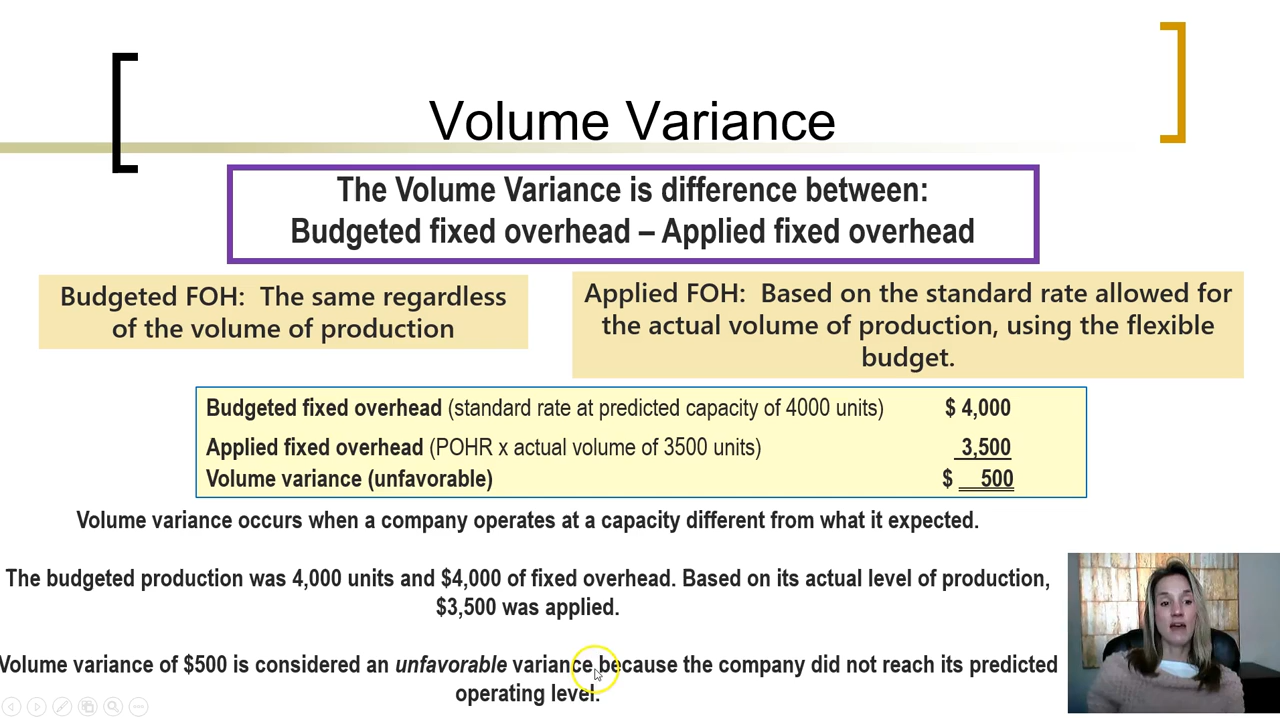 Volume Variance
The Volume Variance is difference between:
Budgeted fixed overhead – Applied fixed overhead
Budgeted FOH: The same regardless
of the volume of production
Applied FOH: Based on the standard rate allowed for
the actual volume of production, using the flexible
budget.
Budgeted fixed overhead (standard rate at predicted capacity of 4000 units) $ 4,000
Applied fixed overhead (POHR x actual volume of 3500 units) 3,500
Volume variance (unfavorable) $ 500
Volume variance occurs when a company operates at a capacity different from what it expected.
The budgeted production was 4,000 units and $4,000 of fixed overhead. Based on its actual level of production,
$3,500 was applied.
Volume variance of $500 is considered an unfavorable variance because the company did not reach its predicted
operating level.